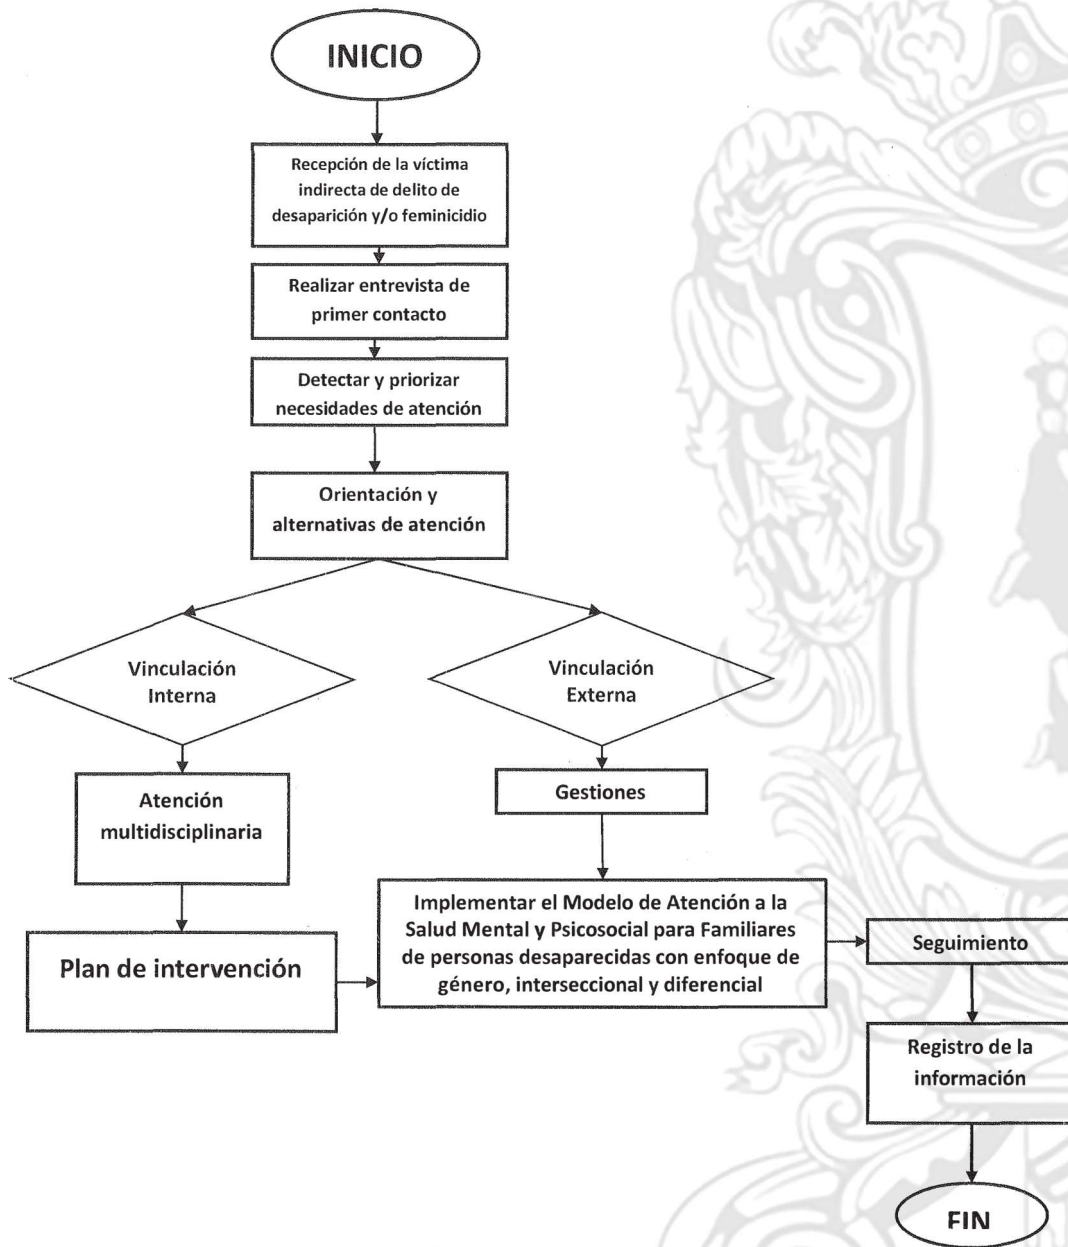 INICIO
Recepción de la víctima
indirecta de delito de
desaparición y/o feminicidio
Realizar entrevista de
primer contacto
Detectar y priorizar
necesidades de atención
Orientación y
alternativas de atención
Vinculación
Interna
Vinculación
Externa
Atención
multidisciplinaria
Gestiones
Plan de intervención
Implementar el Modelo de Atención a la
Salud Mental y Psicosocial para Familiares
de personas desaparecidas con enfoque de
género, interseccional y diferencial
Seguimiento
Registro de la
información
FIN